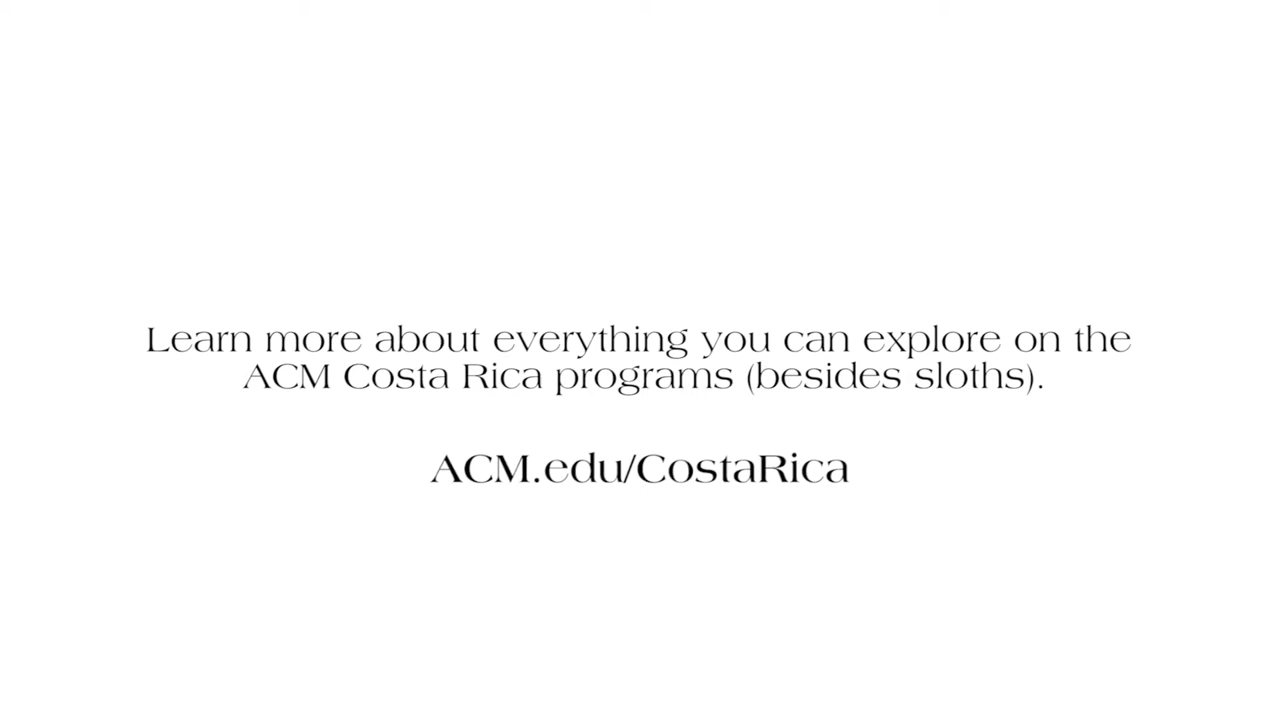 Learn more about everything you can explore on the
ACM Costa Rica programs (besides sloths).
ACM.edu/CostaRica